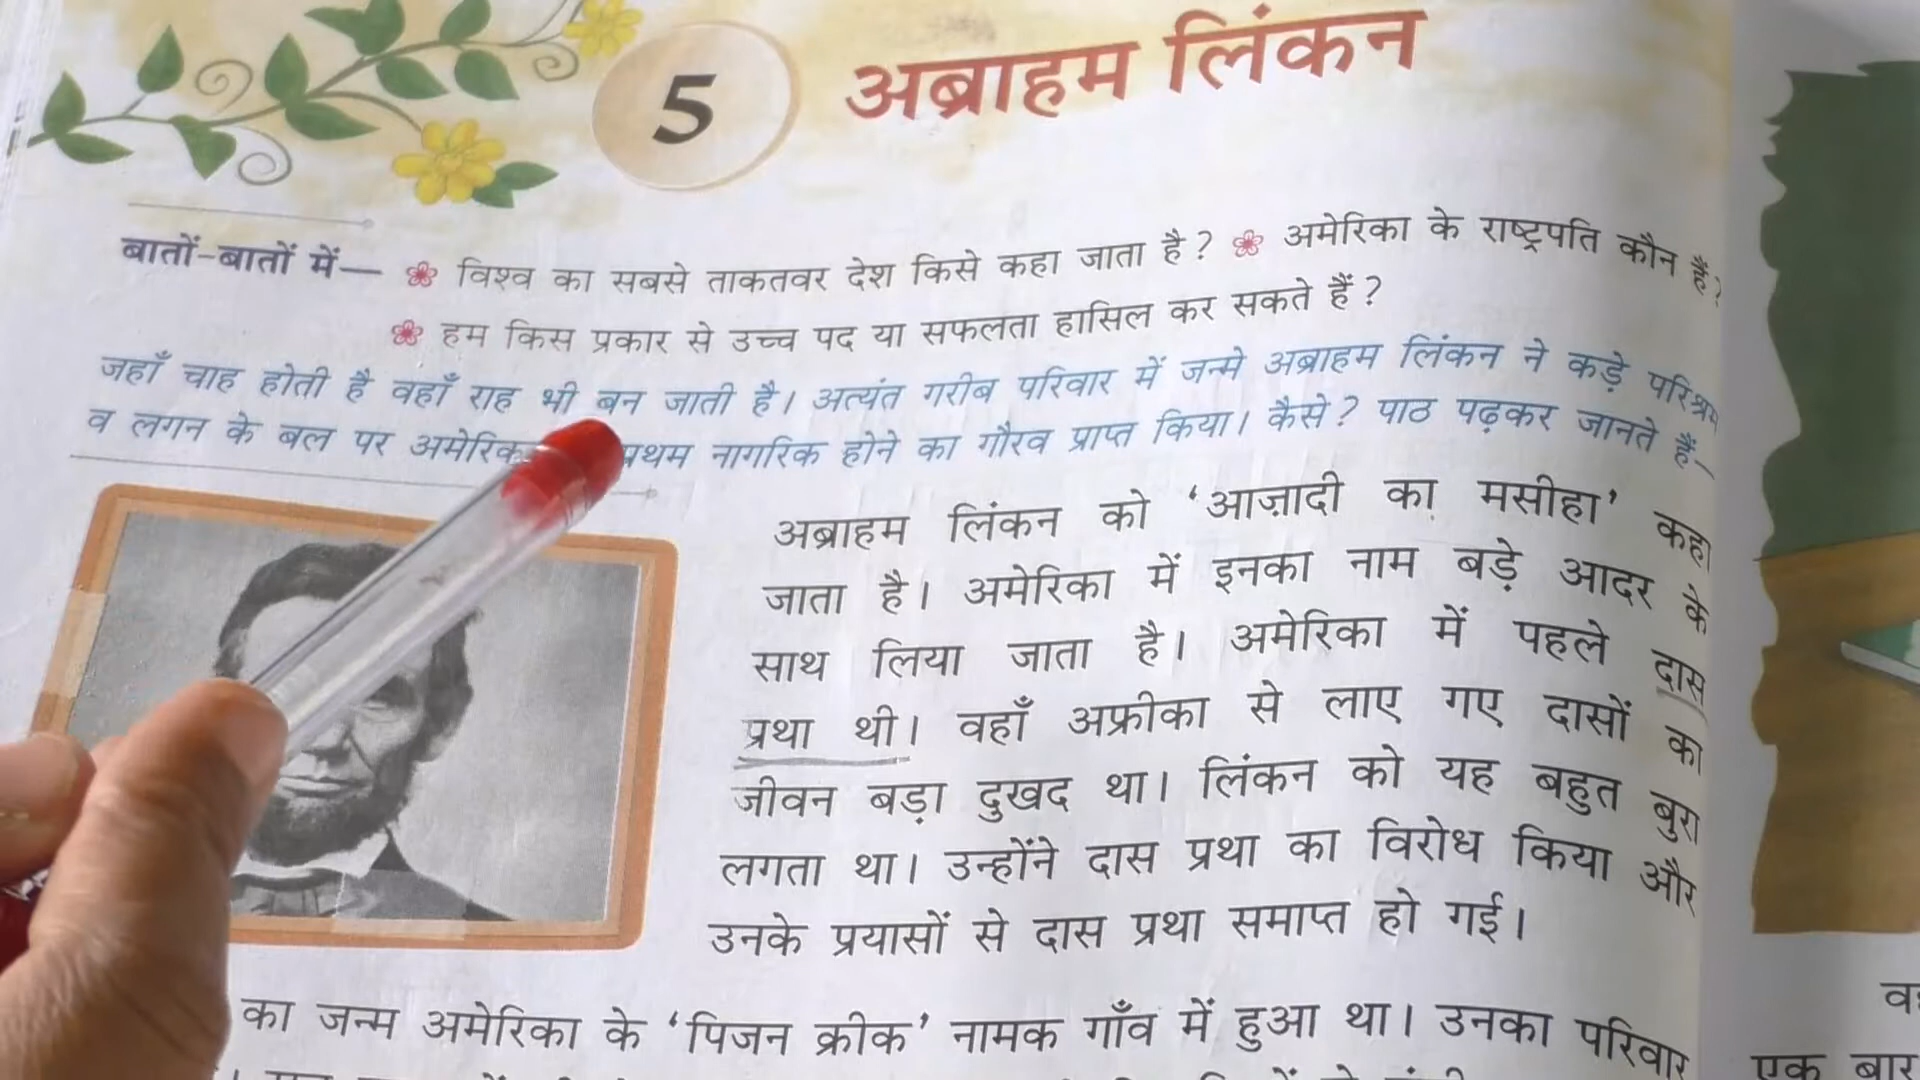 5
अब्राहम लिंकन
बातों-बातों में— विश्व का सबसे ताकतवर देश किसे कहा जाता है? अमेरिका के राष्ट्रपति कौन हैं?
हम किस प्रकार से उच्च पद या सफलता हासिल कर सकते हैं?
जहाँ चाह होती है वहाँ राह भी बन जाती है। अत्यंत गरीब परिवार में जन्मे अब्राहम लिंकन ने कड़े परिश्रम
व लगन के बल पर प्रथम नागरिक होने का गौरव प्राप्त किया। कैसे? पाठ पढ़कर जानते हैं–
अब्राहम लिंकन को ‘आज़ादी का मसीहा’ कहा
जाता है। अमेरिका में इनका नाम बड़े आदर के
साथ लिया जाता है। अमेरिका में पहले दास
प्रथा थी। वहाँ अफ्रीका से लाए गए दासों का
जीवन बड़ा दुखद था। लिंकन को यह बहुत बुरा
लगता था। उन्होंने दास प्रथा का विरोध किया और
उनके प्रयासों से दास प्रथा समाप्त हो गई।
का जन्म अमेरिका के ‘पिजन क्रीक’ नामक गाँव में हुआ था। उनका परिवार
एक बार